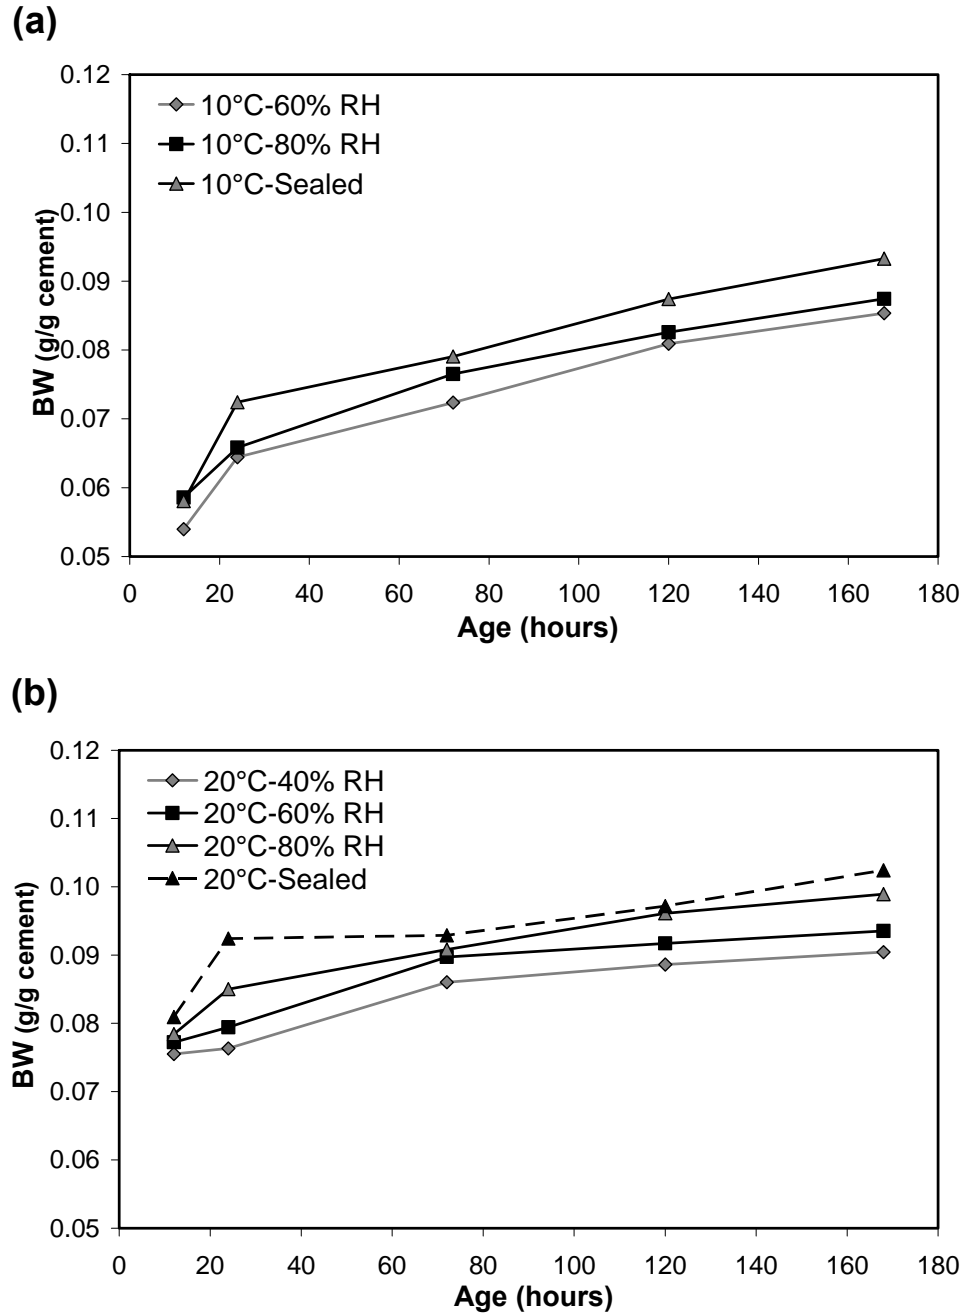 (a)
0.12
0.11
0.10
0.09
0.08
0.07
0.06
0.05
BW (g/g cement)
10°C-60% RH
10°C-80% RH
10°C-Sealed
0 20 40 60 80 100 120 140 160 180
Age (hours)
(b)
0.12
0.11
0.10
0.09
0.08
0.07
0.06
0.05
BW (g/g cement)
20°C-40% RH
20°C-60% RH
20°C-80% RH
20°C-Sealed
0 20 40 60 80 100 120 140 160 180
Age (hours)